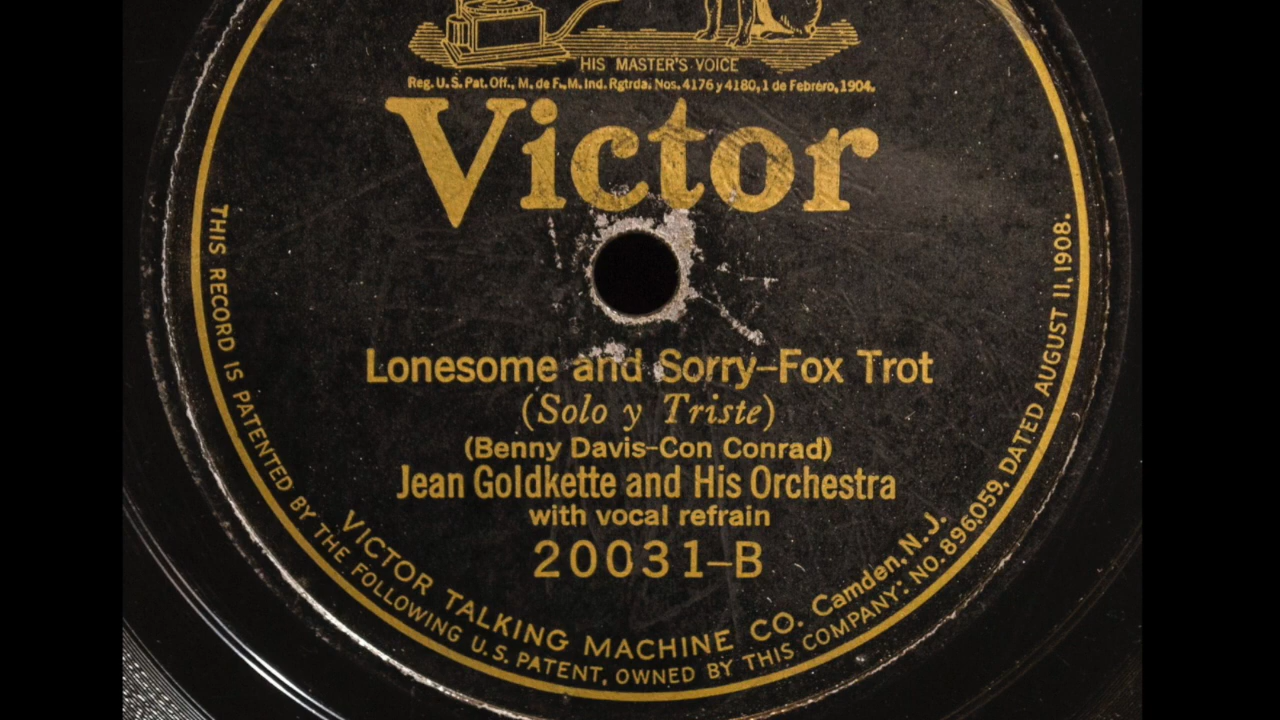 HIS MASTER'S VOICE
Reg. U. S. Pat. Off., M. de F., M. Ind. Rgtrda. Nos. 4176 y 4180, 1 de Febrero, 1904.
Victor
Lonesome and Sorry–Fox Trot
(Solo y Triste)
(Benny Davis–Con Conrad)
Jean Goldkette and His Orchestra
with vocal refrain
20031–B
VICTOR TALKING MACHINE CO. Camden, N. J.
THIS RECORD IS PATENTED BY THE FOLLOWING U.S. PATENT, OWNED BY THIS COMPANY: NO. 896,059, DATED AUGUST 11, 1908.